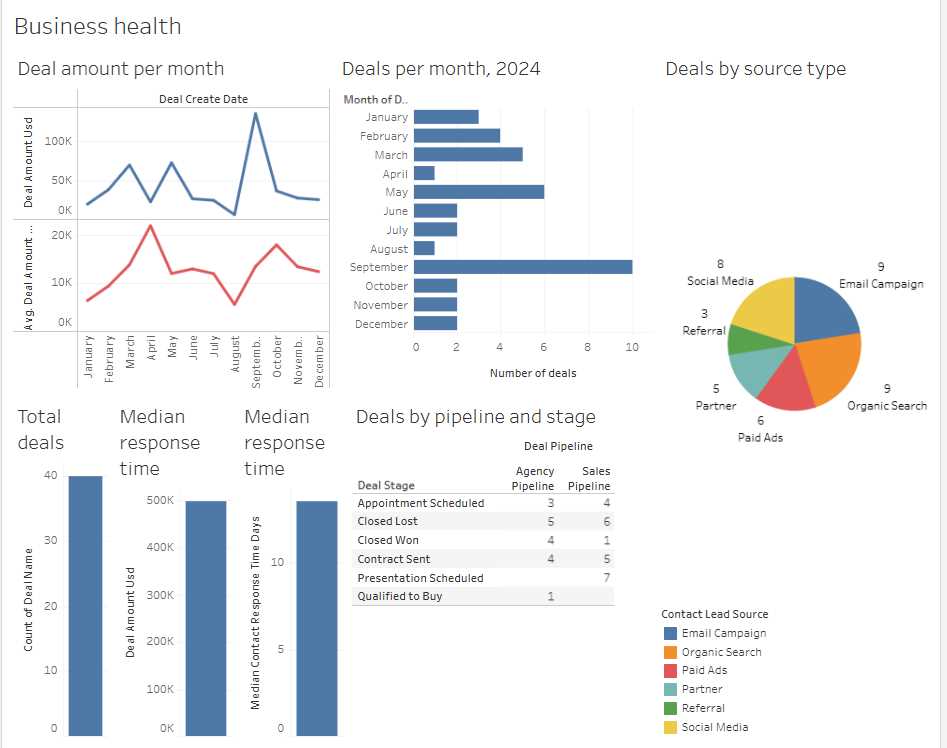 Business health
Deal amount per month
Deal Create Date
Deal Amount Usd
100K
50K
0K
Avg. Deal Amount ...
20K
10K
0K
January
February
March
April
May
June
July
August
Septemb..
October
Novemb..
December
Deals per month, 2024
Month of D..
January
February
March
April
May
June
July
August
September
October
November
December
0 2 4 6 8 10
Number of deals
Deals by source type
8
Social Media
9
Email Campaign
3
Referral
5
Partner
6
Paid Ads
9
Organic Search
Total
deals
Count of Deal Name
40
30
20
10
0
Median
response
time
Deal Amount Usd
500K
400K
300K
200K
100K
0K
Median
response
time
Median Contact Response Time Days
10
5
0
Deals by pipeline and stage
Deal Pipeline
Agency Sales
Deal Stage Pipeline Pipeline
Appointment Scheduled 3 4
Closed Lost 5 6
Closed Won 4 1
Contract Sent 4 5
Presentation Scheduled 7
Qualified to Buy 1
Contact Lead Source
Email Campaign
Organic Search
Paid Ads
Partner
Referral
Social Media